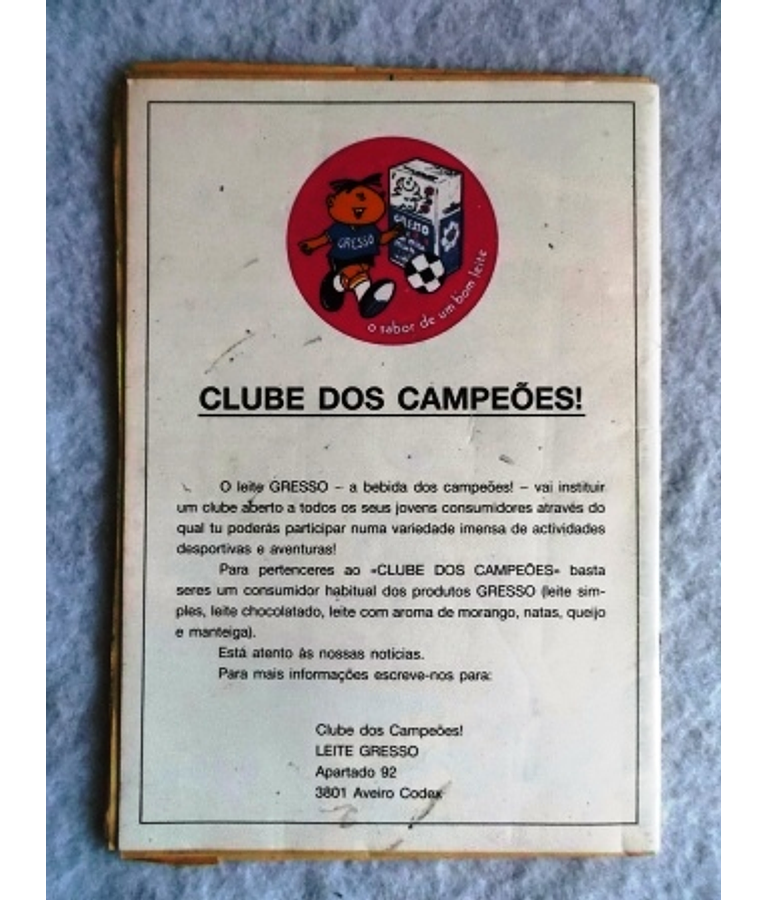 GRESSO
GRESSO
o sabor de um bom leite
CLUBE DOS CAMPEÕES!
O leite GRESSO – a bebida dos campeões! – vai instituir
um clube aberto a todos os seus jovens consumidores através do
qual tu poderás participar numa variedade imensa de actividades
desportivas e aventuras!
Para pertenceres ao «CLUBE DOS CAMPEÕES» basta
seres um consumidor habitual dos produtos GRESSO (leite sim-
ples, leite chocolatado, leite com aroma de morango, natas, queijo
e manteiga).
Está atento às nossas notícias.
Para mais informações escreve-nos para:
Clube dos Campeões!
LEITE GRESSO
Apartado 92
3801 Aveiro Codex